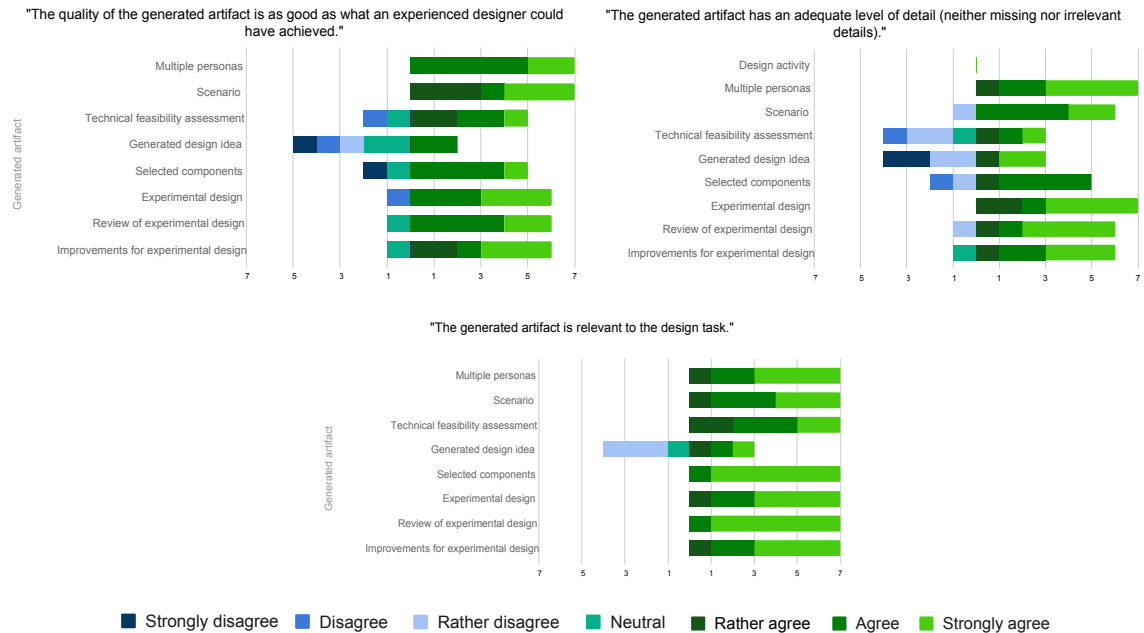 "The quality of the generated artifact is as good as what an experienced designer could
have achieved."
Generated artifact
Multiple personas
Scenario
Technical feasibility assessment
Generated design idea
Selected components
Experimental design
Review of experimental design
Improvements for experimental design
7 5 3 1 1 3 5 7
"The generated artifact has an adequate level of detail (neither missing nor irrelevant
details)."
Design activity
Multiple personas
Scenario
Technical feasibility assessment
Generated design idea
Selected components
Experimental design
Review of experimental design
Improvements for experimental design
7 5 3 1 1 3 5 7
"The generated artifact is relevant to the design task."
Generated artifact
Multiple personas
Scenario
Technical feasibility assessment
Generated design idea
Selected components
Experimental design
Review of experimental design
Improvements for experimental design
7 5 3 1 1 3 5 7
Strongly disagree Disagree Rather disagree Neutral Rather agree Agree Strongly agree